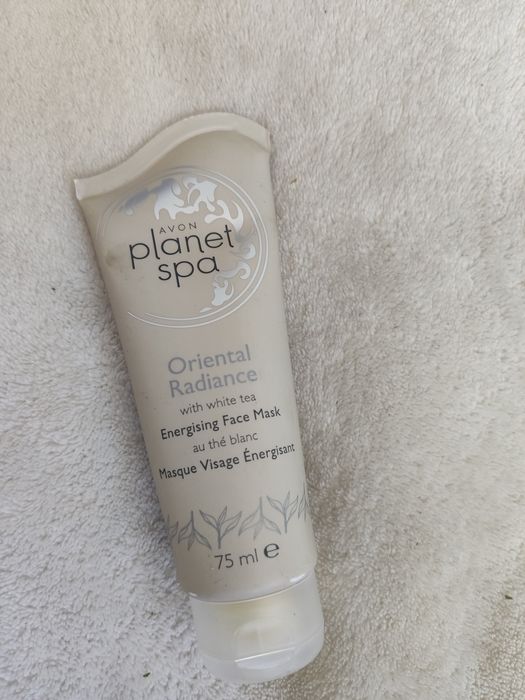 AVON
planet
spa
Oriental
Radiance
with white tea
Energising Face Mask
au thé blanc
Masque Visage Énergisant
75 ml e